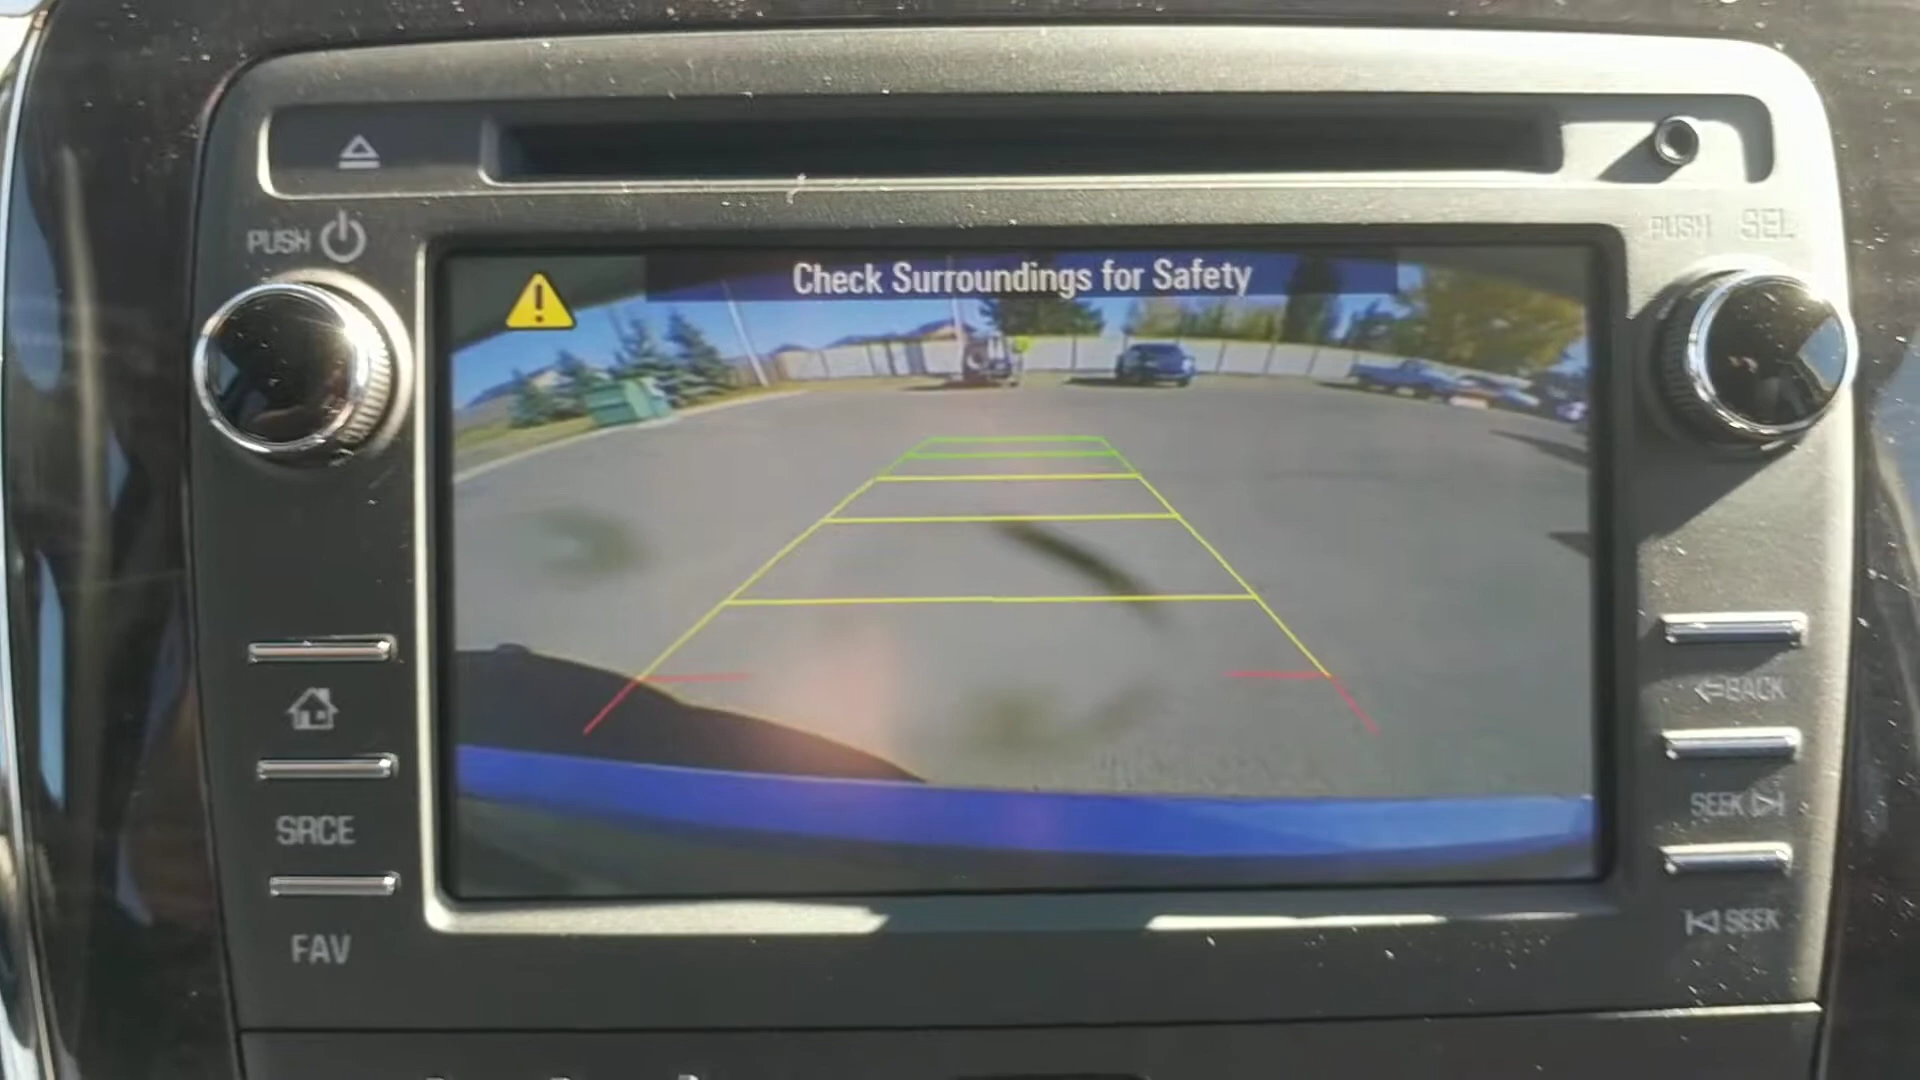 PUSH
PUSH SEL
Check Surroundings for Safety
BACK
SRCE
SEEK
FAV
SEEK